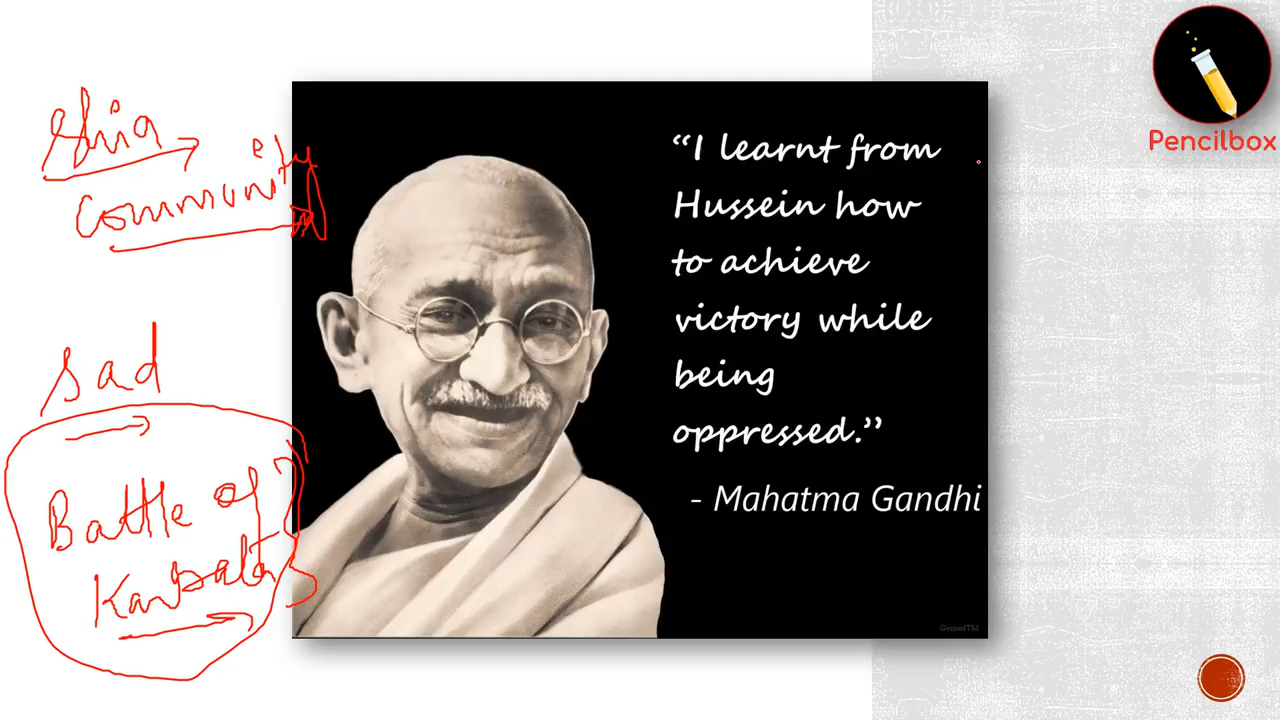 Shia
Community
sad
Battle of
Karbala
“I learnt from
Hussein how
to achieve
victory while
being
oppressed.”
- Mahatma Gandhi
Pencilbox